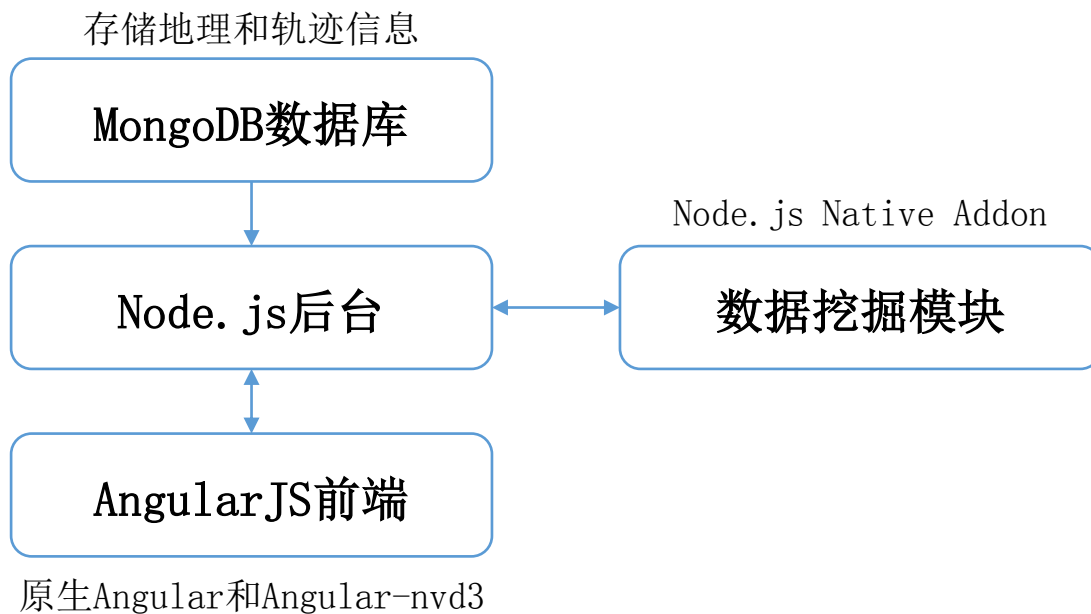 存储地理和轨迹信息
MongoDB数据库
Node.js Native Addon
Node.js后台
数据挖掘模块
AngularJS前端
原生Angular和Angular-nvd3